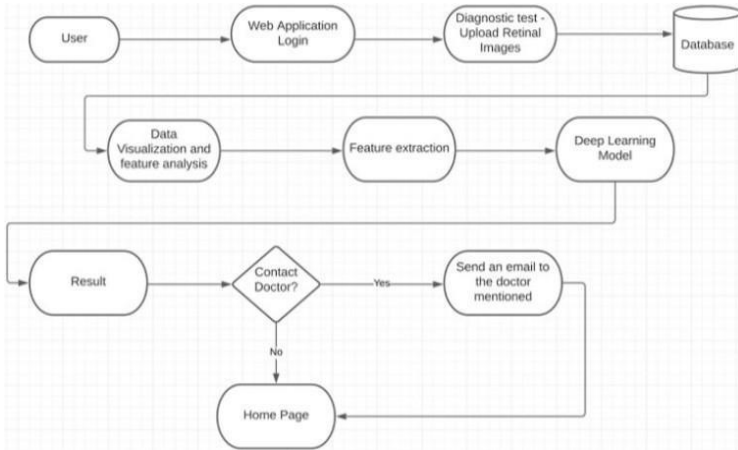 User
Web Application
Login
Diagnostic test -
Upload Retinal
Images
Database
Data
Visualization and
feature analysis
Feature extraction
Deep Learning
Model
Result
Contact
Doctor?
Yes
Send an email to
the doctor
mentioned
No
Home Page